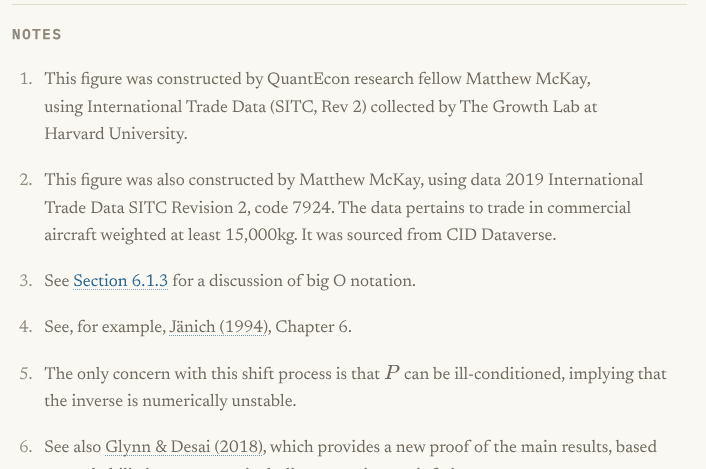 NOTES
1. This figure was constructed by QuantEcon research fellow Matthew McKay,
using International Trade Data (SITC, Rev 2) collected by The Growth Lab at
Harvard University.
2. This figure was also constructed by Matthew McKay, using data 2019 International
Trade Data SITC Revision 2, code 7924. The data pertains to trade in commercial
aircraft weighted at least 15,000kg. It was sourced from CID Dataverse.
3. See Section 6.1.3 for a discussion of big O notation.
4. See, for example, Jänich (1994), Chapter 6.
5. The only concern with this shift process is that P can be ill-conditioned, implying that
the inverse is numerically unstable.
6. See also Glynn & Desai (2018), which provides a new proof of the main results, based